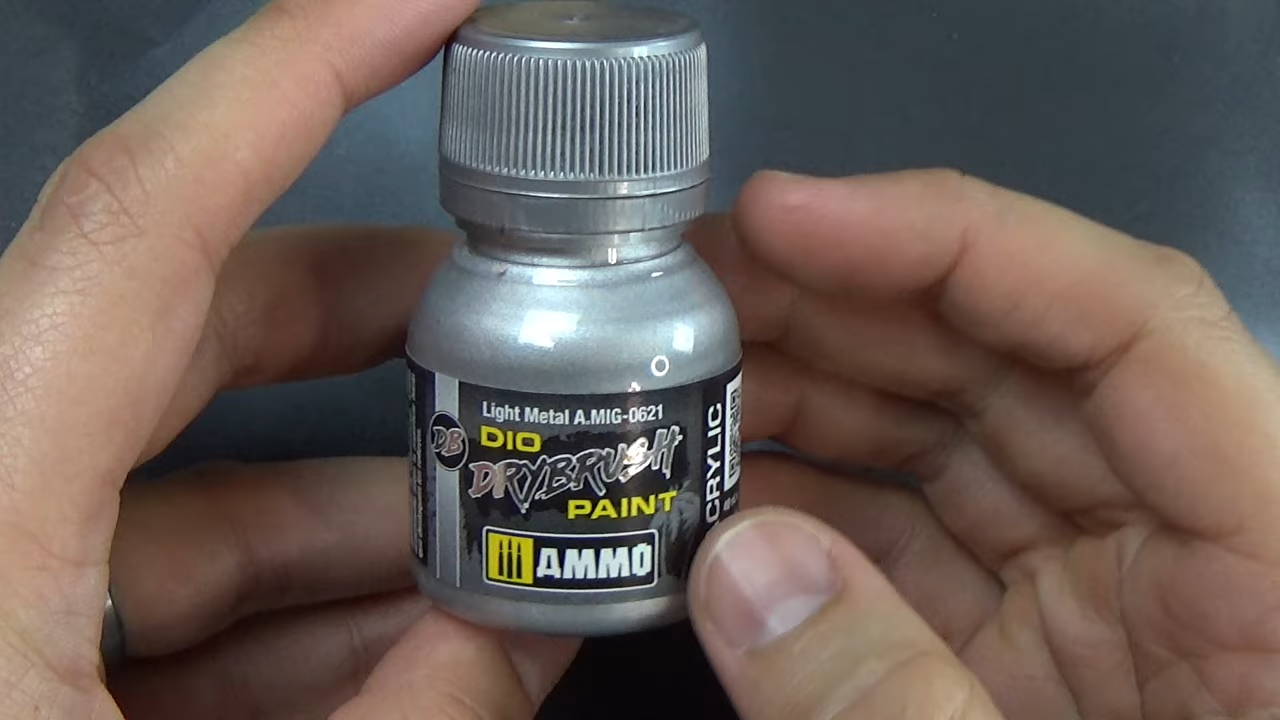 Light Metal A.MIG-0621
DB
DIO
DRYBRUSH
PAINT
AMMO
CRYLIC